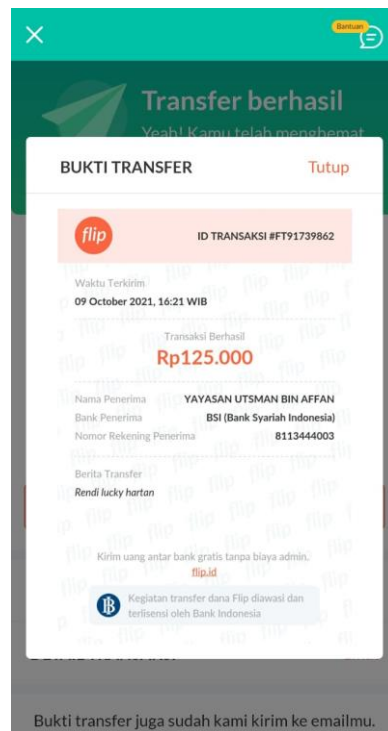 Bantuan
Transfer berhasil
Yeah! Kamu telah menghemat
BUKTI TRANSFER Tutup
flip ID TRANSAKSI #FT91739862
Waktu Terkirim
09 October 2021, 16:21 WIB
Transaksi Berhasil
Rp125.000
Nama Penerima YAYASAN UTSMAN BIN AFFAN
Bank Penerima BSI (Bank Syariah Indonesia)
Nomor Rekening Penerima 8113444003
Berita Transfer
Rendi lucky hartan
Kirim uang antar bank gratis tanpa biaya admin.
flip.id
Kegiatan transfer dana Flip diawasi dan
terlisensi oleh Bank Indonesia
Bukti transfer juga sudah kami kirim ke emailmu.